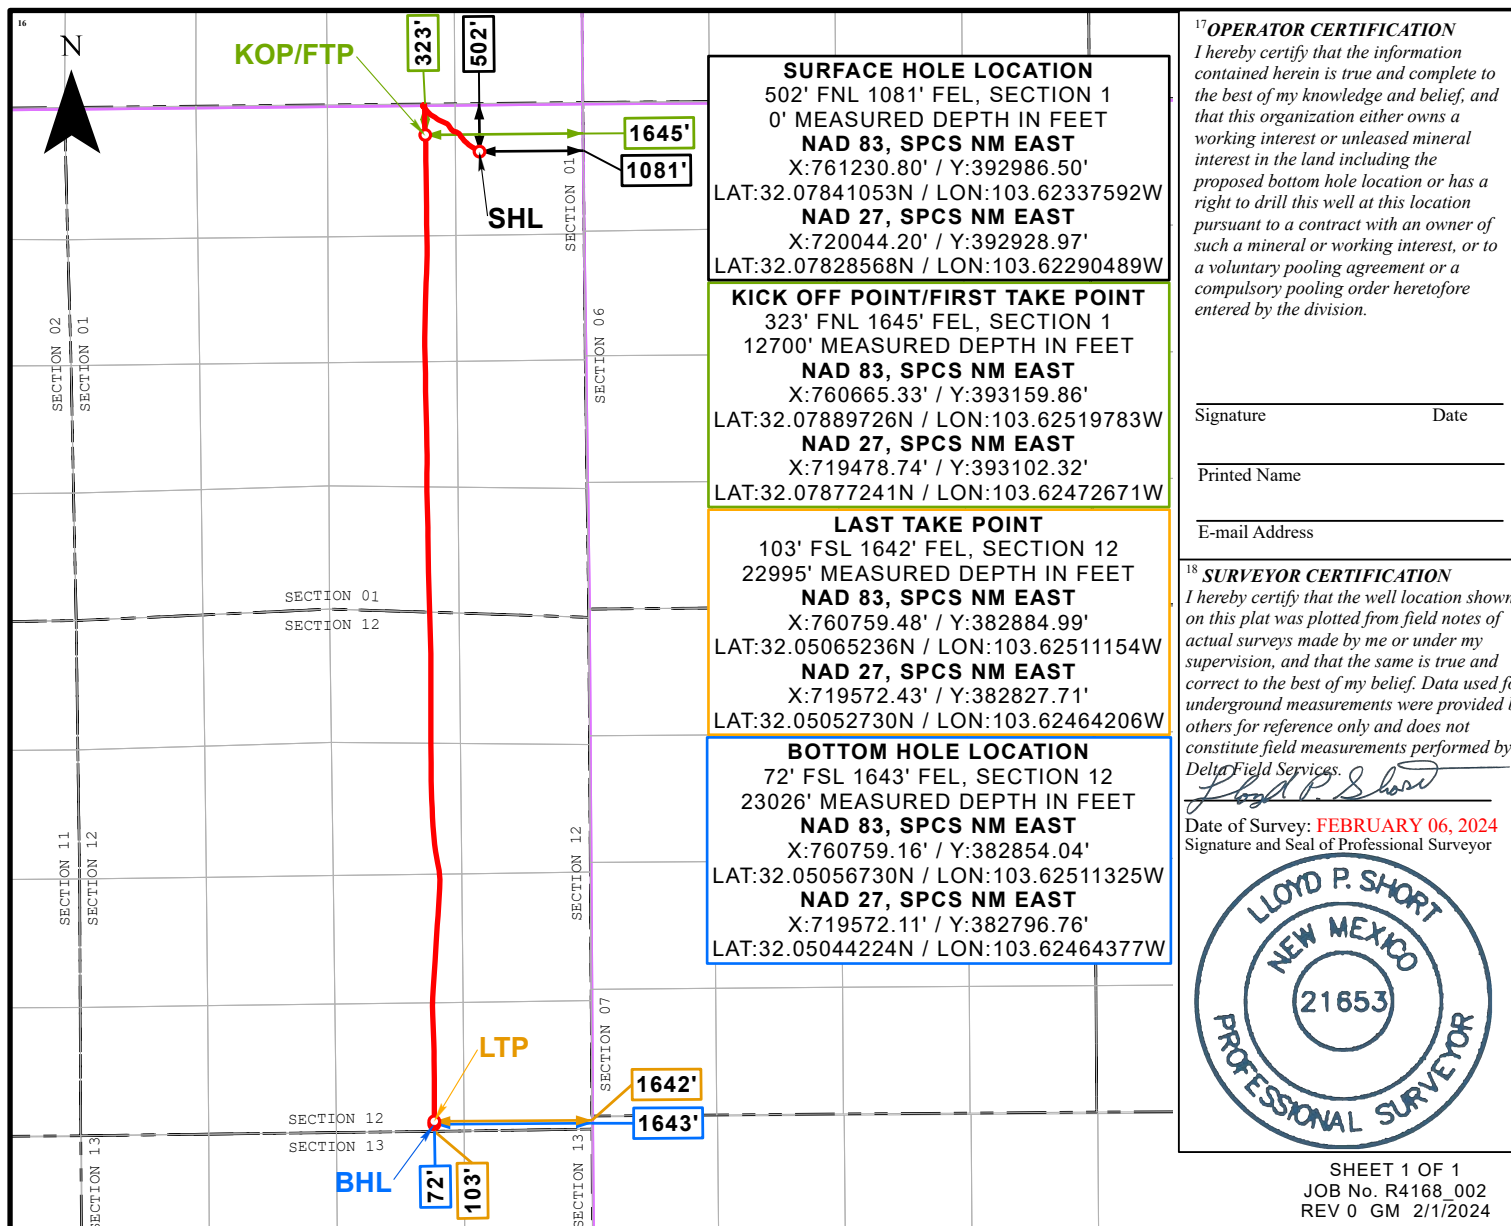 16
N
KOP/FTP
323'
502'
1645'
1081'
SHL
SECTION 01
SECTION 02
SECTION 01
SECTION 06
SECTION 01
SECTION 12
SECTION 11
SECTION 12
SECTION 12
SECTION 07
LTP
1642'
1643'
SECTION 12
SECTION 13
BHL
72'
103'
SECTION 13
SECTION 13
SURFACE HOLE LOCATION
502' FNL 1081' FEL, SECTION 1
0' MEASURED DEPTH IN FEET
NAD 83, SPCS NM EAST
X:761230.80' / Y:392986.50'
LAT:32.07841053N / LON:103.62337592W
NAD 27, SPCS NM EAST
X:720044.20' / Y:392928.97'
LAT:32.07828568N / LON:103.62290489W
KICK OFF POINT/FIRST TAKE POINT
323' FNL 1645' FEL, SECTION 1
12700' MEASURED DEPTH IN FEET
NAD 83, SPCS NM EAST
X:760665.33' / Y:393159.86'
LAT:32.07889726N / LON:103.62519783W
NAD 27, SPCS NM EAST
X:719478.74' / Y:393102.32'
LAT:32.07877241N / LON:103.62472671W
LAST TAKE POINT
103' FSL 1642' FEL, SECTION 12
22995' MEASURED DEPTH IN FEET
NAD 83, SPCS NM EAST
X:760759.48' / Y:382884.99'
LAT:32.05065236N / LON:103.62511154W
NAD 27, SPCS NM EAST
X:719572.43' / Y:382827.71'
LAT:32.05052730N / LON:103.62464206W
BOTTOM HOLE LOCATION
72' FSL 1643' FEL, SECTION 12
23026' MEASURED DEPTH IN FEET
NAD 83, SPCS NM EAST
X:760759.16' / Y:382854.04'
LAT:32.05056730N / LON:103.62511325W
NAD 27, SPCS NM EAST
X:719572.11' / Y:382796.76'
LAT:32.05044224N / LON:103.62464377W
17 OPERATOR CERTIFICATION
I hereby certify that the information
contained herein is true and complete to
the best of my knowledge and belief, and
that this organization either owns a
working interest or unleased mineral
interest in the land including the
proposed bottom hole location or has a
right to drill this well at this location
pursuant to a contract with an owner of
such a mineral or working interest, or to
a voluntary pooling agreement or a
compulsory pooling order heretofore
entered by the division.
Signature Date
Printed Name
E-mail Address
18 SURVEYOR CERTIFICATION
I hereby certify that the well location shown
on this plat was plotted from field notes of
actual surveys made by me or under my
supervision, and that the same is true and
correct to the best of my belief. Data used fo
underground measurements were provided b
others for reference only and does not
constitute field measurements performed by
Delta Field Services.
Lloyd P. Short
Date of Survey: FEBRUARY 06, 2024
Signature and Seal of Professional Surveyor
LLOYD P. SHORT
NEW MEXICO
21653
PROFESSIONAL SURVEYOR
SHEET 1 OF 1
JOB No. R4168_002
REV 0 GM 2/1/2024